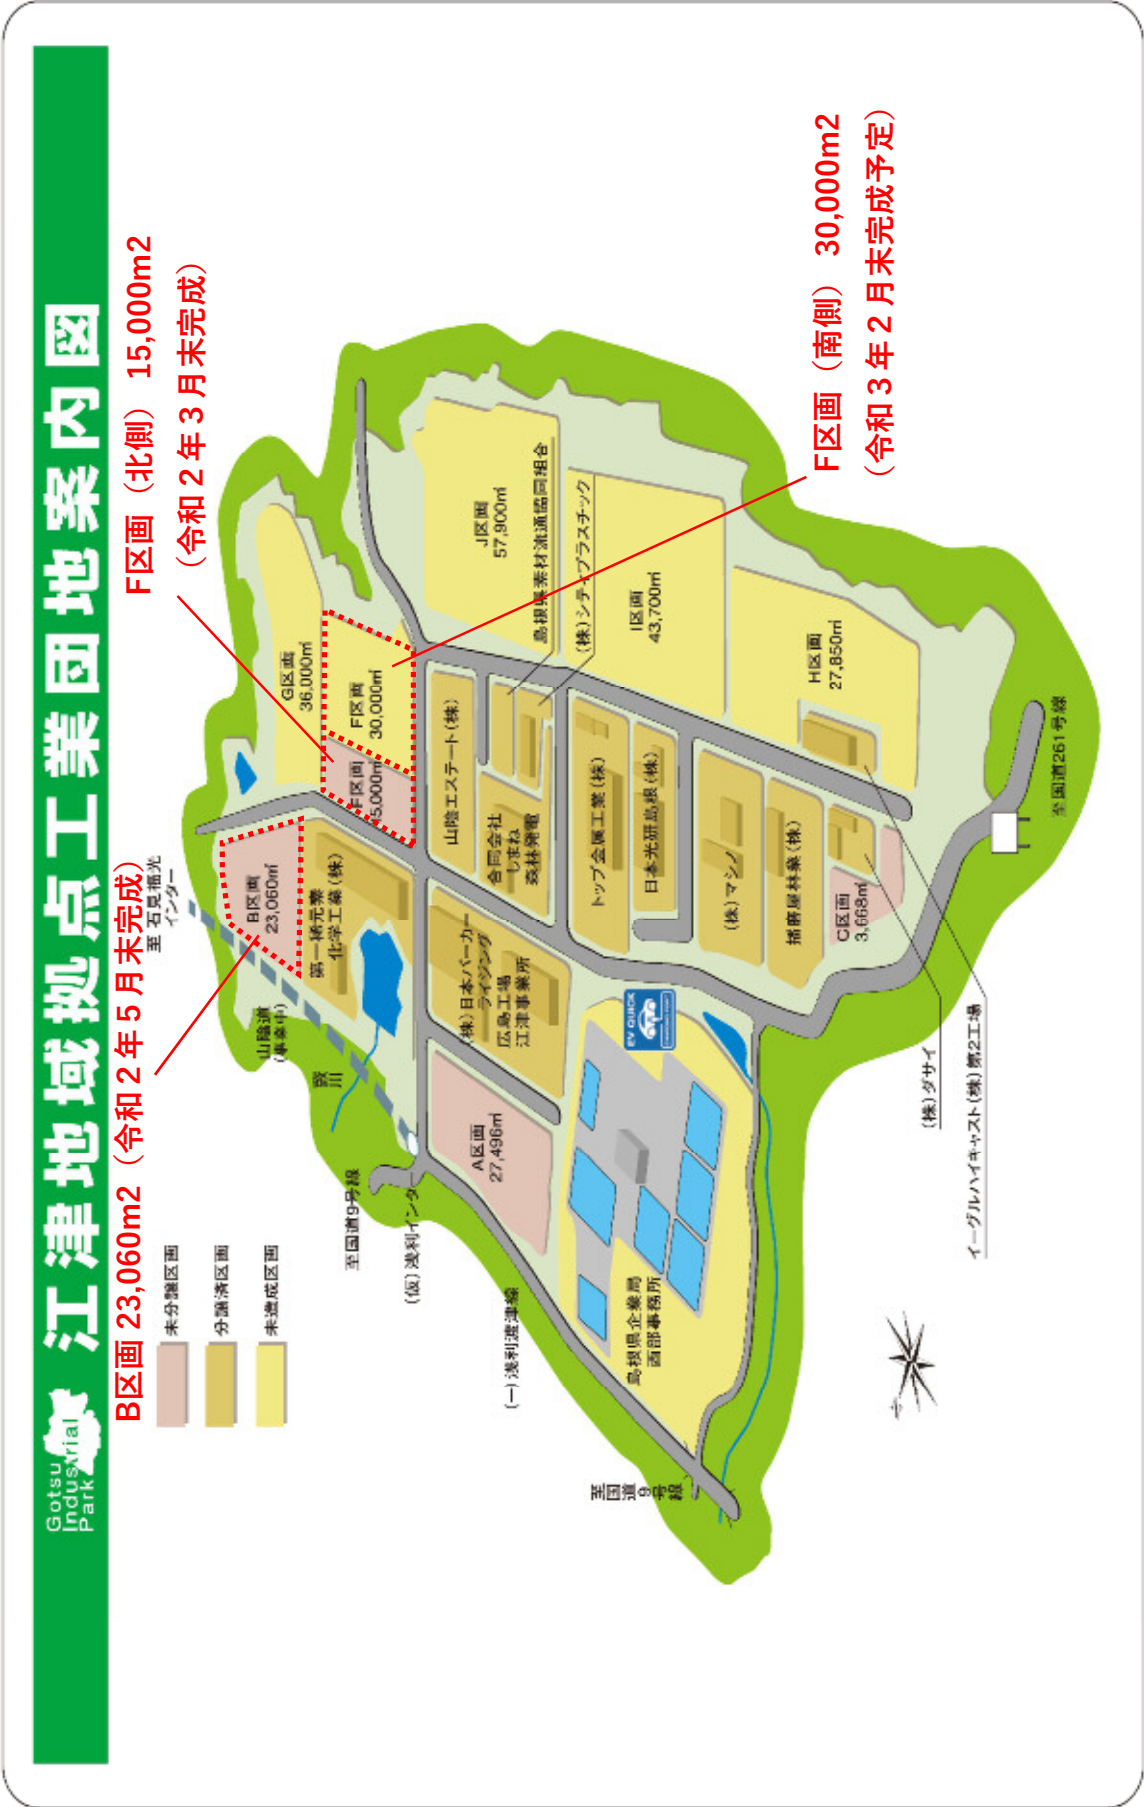 Gotsu
Industrial
Park
江津地域拠点工業団地案内図
B区画 23,060m2（令和２年５月末完成）
F区画（北側） 15,000m2
（令和２年３月末完成）
F区画（南側） 30,000m2
（令和３年２月末完成予定）
未分譲区画
分譲済区画
未造成区画
至 石見福光
インター
山陰道
(事業中)
至国道9号線
(仮)浅利インター
(一)浅利渡津線
至国道9号線
至国道261号線
B区画
23,060㎡
第一稀元素
化学工業(株)
G区画
36,000㎡
F区画
15,000㎡
F区画
30,000㎡
J区画
57,900㎡
島根県素材流通協同組合
(株)シティプラスチック
I区画
43,700㎡
H区画
27,850㎡
山陰エステート(株)
合同会社
しまね
森林発電
トップ金属工業(株)
日本光研島根(株)
(株)マシノ
播磨屋林業(株)
C区画
3,668㎡
(株)日本パーカー
ライジング
広島工場
江津事業所
A区画
27,496㎡
EV QUICK
島根県企業局
西部事務所
(株)ダサイ
イーグルハイキャスト(株)第2工場